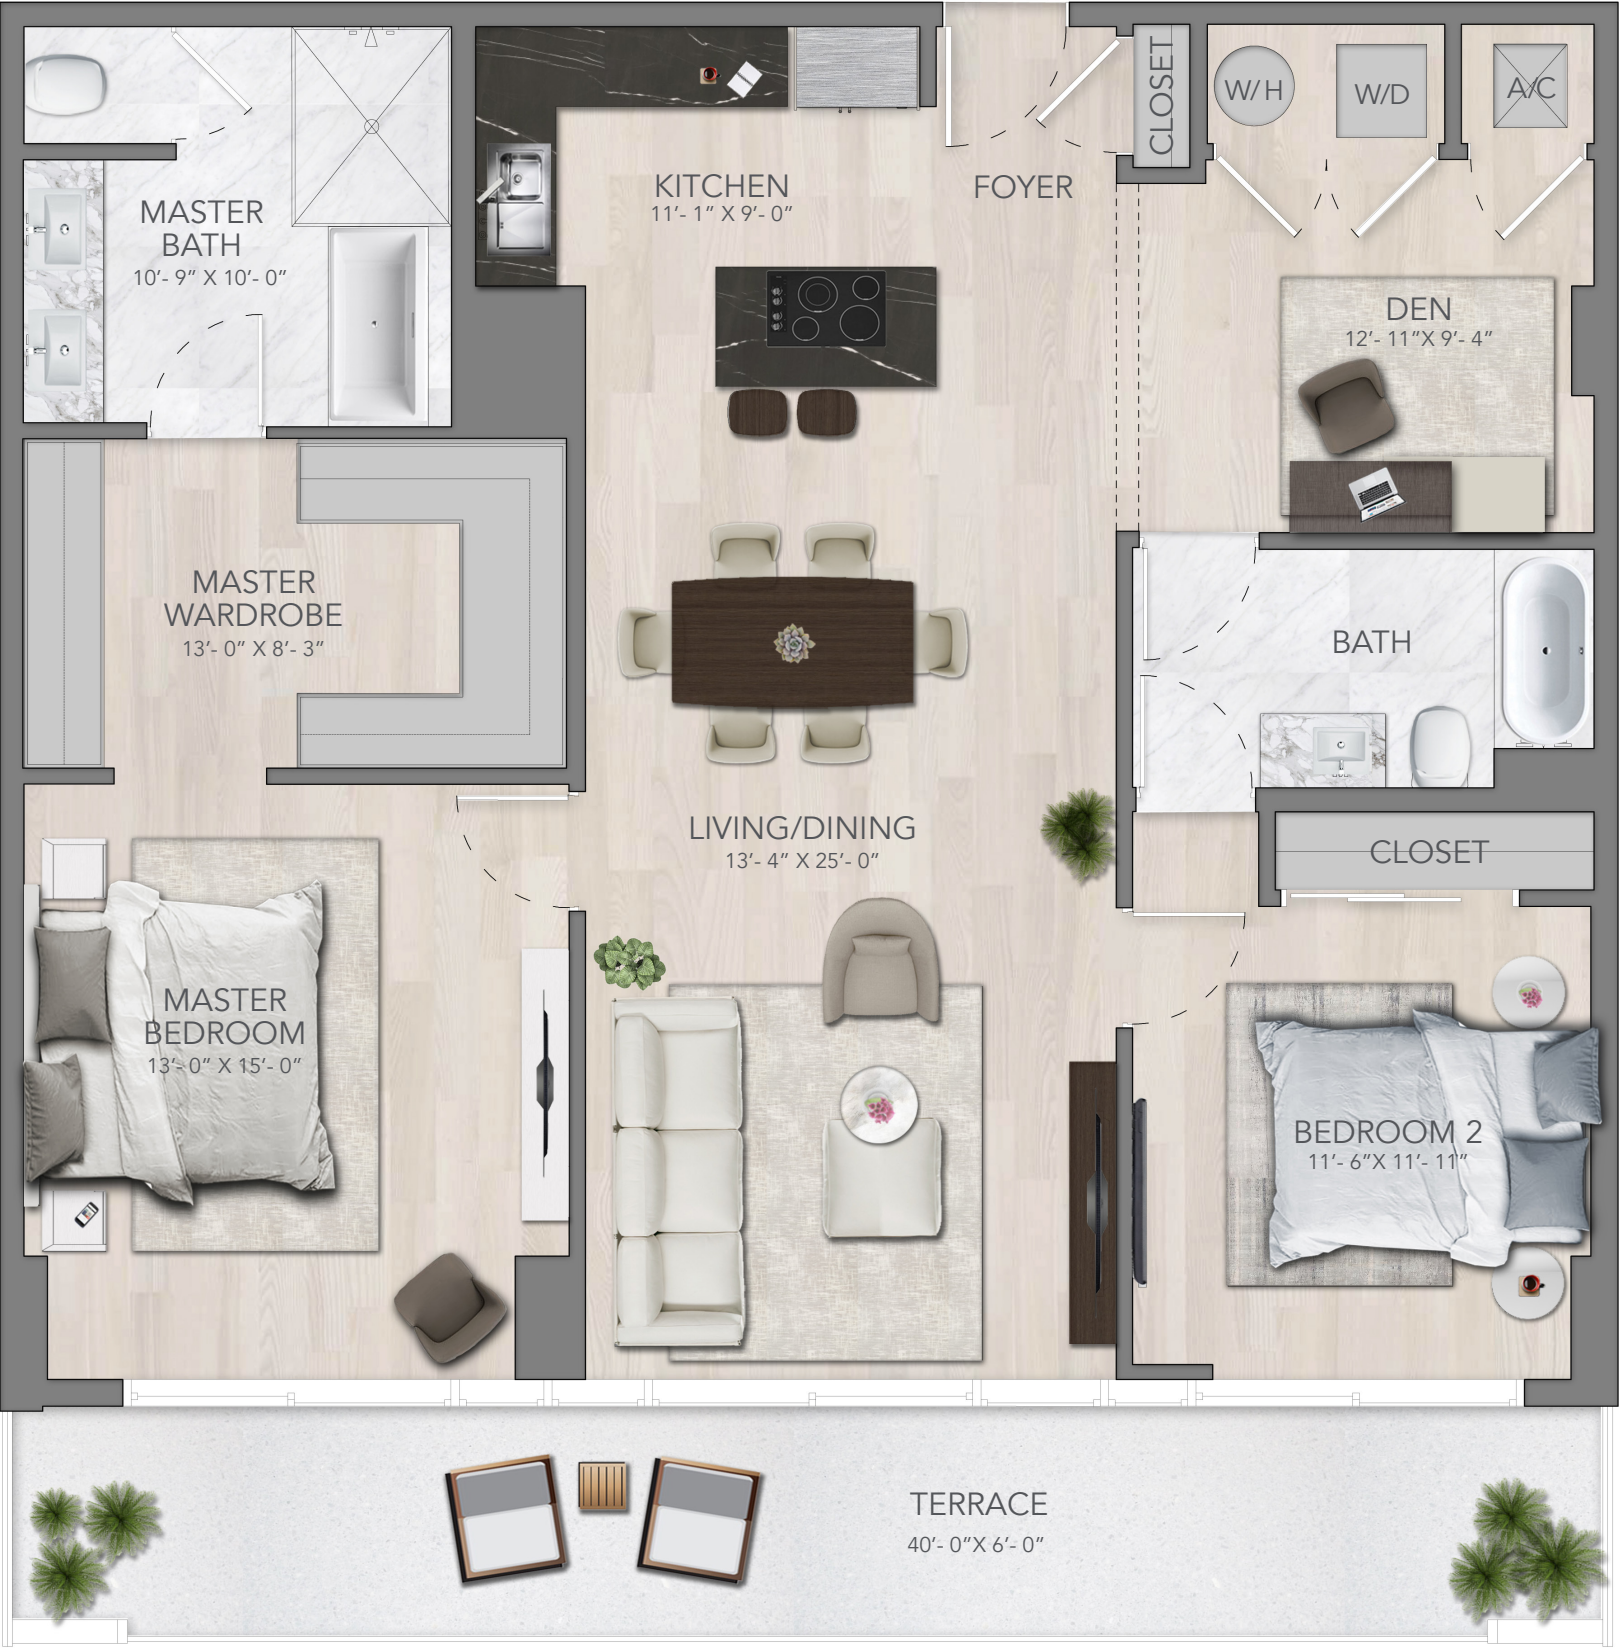 CLOSET
W/H
W/D
A/C
KITCHEN
11’- 1” X 9’- 0”
FOYER
MASTER
BATH
10’- 9” X 10’- 0”
DEN
12’- 11”X 9’- 4”
MASTER
WARDROBE
13’- 0” X 8’- 3”
BATH
LIVING/DINING
13’- 4” X 25’- 0”
CLOSET
MASTER
BEDROOM
13’- 0” X 15’- 0”
BEDROOM 2
11’- 6”X 11’- 11”
TERRACE
40’- 0”X 6’- 0”